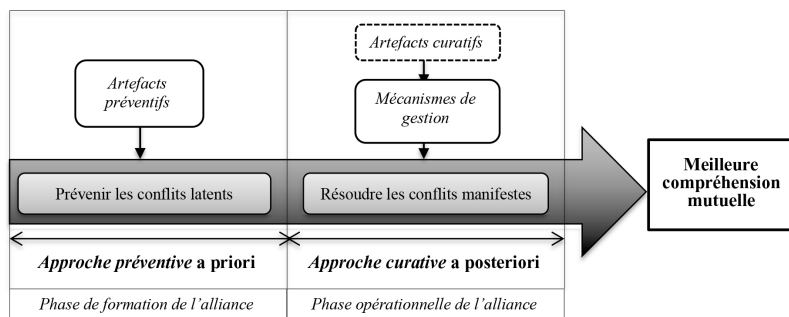 Artefacts curatifs
Artefacts
préventifs
Mécanismes de
gestion
Prévenir les conflits latents
Résoudre les conflits manifestes
Meilleure
compréhension
mutuelle
Approche préventive a priori
Approche curative a posteriori
Phase de formation de l’alliance
Phase opérationnelle de l’alliance